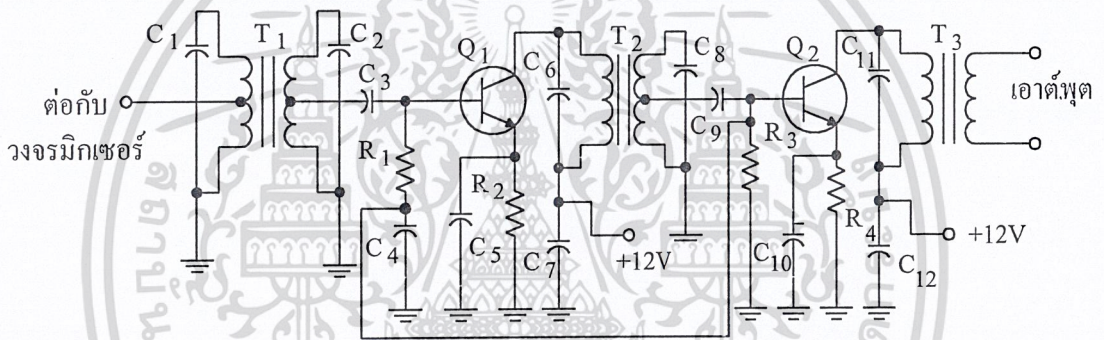 C1
T1
C2
C3
Q1
C6
T2
C8
Q2
C11
T3
ต่อกับ
วงจรมิกเซอร์
เอาต์พุต
R1
R2
C9
R3
C4
C5
C7
+12V
C10
R4
C12
+12V